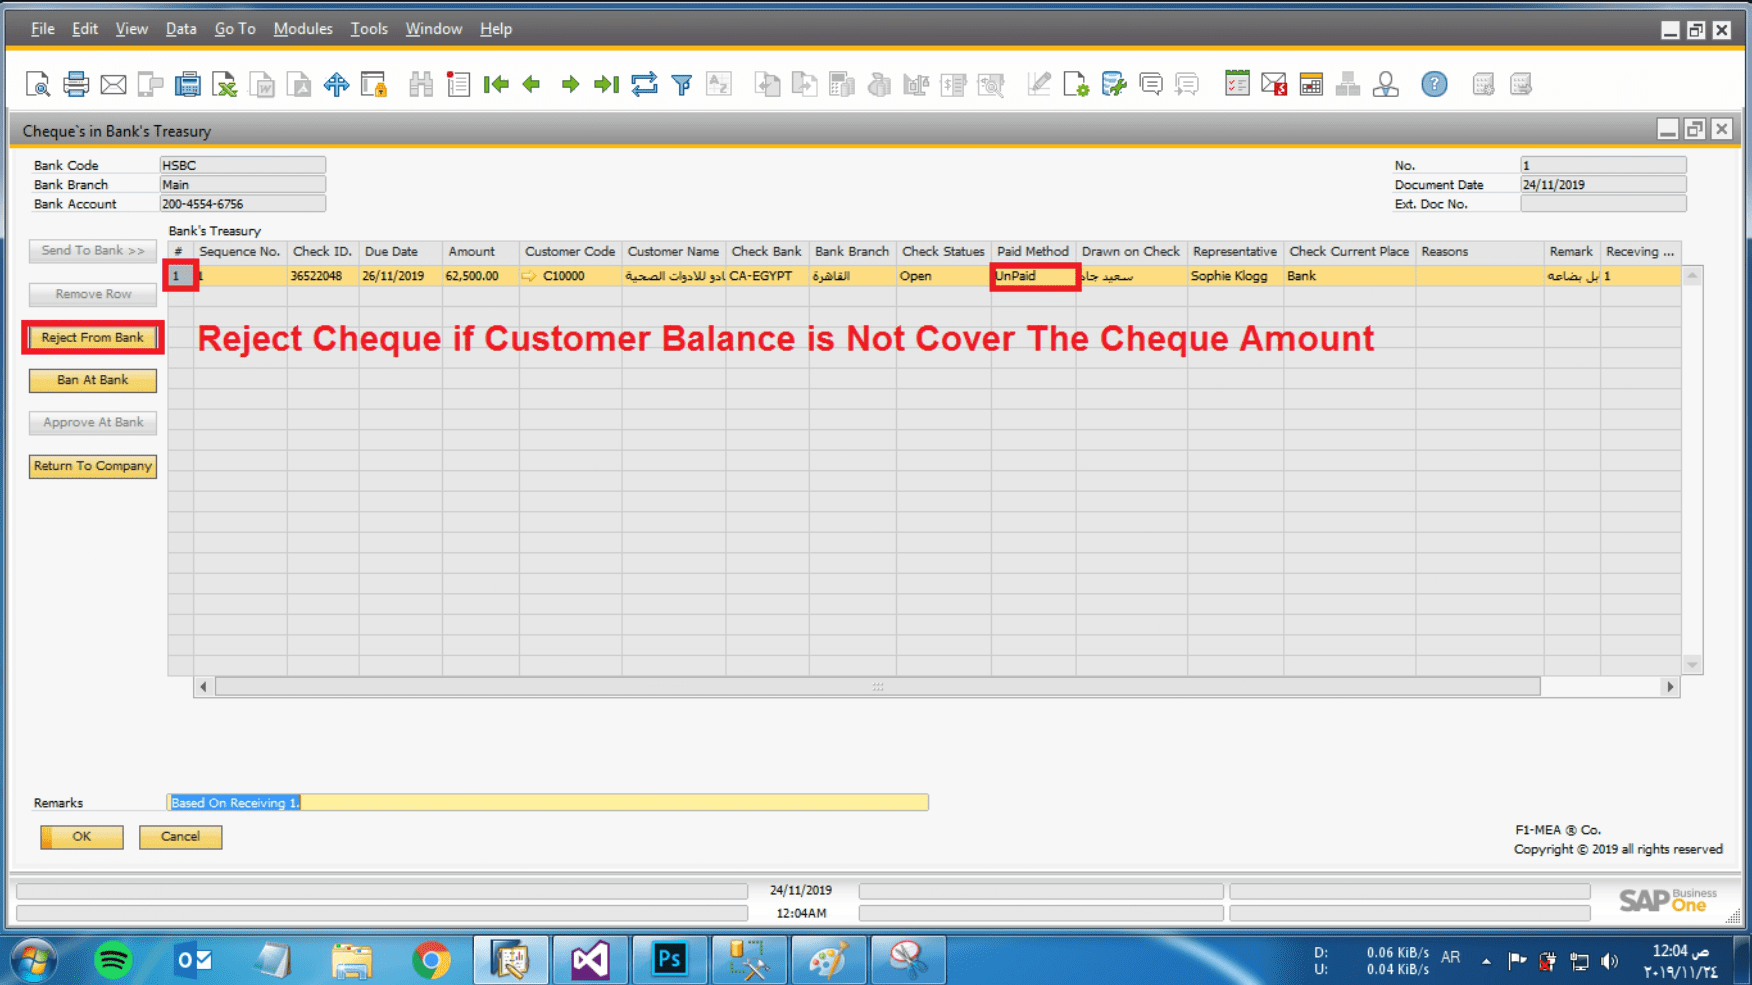 File Edit View Data Go To Modules Tools Window Help
Cheque`s in Bank's Treasury
Bank Code HSBC
Bank Branch Main
Bank Account 200-4554-6756
No. 1
Document Date 24/11/2019
Ext. Doc No.
Bank's Treasury
Send To Bank >>
Remove Row
Reject From Bank
Ban At Bank
Approve At Bank
Return To Company
# Sequence No. Check ID. Due Date Amount Customer Code Customer Name Check Bank Bank Branch Check Statues Paid Method Drawn on Check Representative Check Current Place Reasons Remark Receving ...
1 1 36522048 26/11/2019 62,500.00 C10000 ادو للادوات الصحية CA-EGYPT القاهرة Open UnPaid سعيد جاد Sophie Klogg Bank بل بضاعه 1
Reject Cheque if Customer Balance is Not Cover The Cheque Amount
Remarks Based On Receiving 1.
OK Cancel
F1-MEA ® Co.
Copyright © 2019 all rights reserved
24/11/2019
12:04AM
SAP Business One
D: 0.06 KiB/s
U: 0.04 KiB/s
AR
12:04 ص
٢٠١٩/١١/٢٤